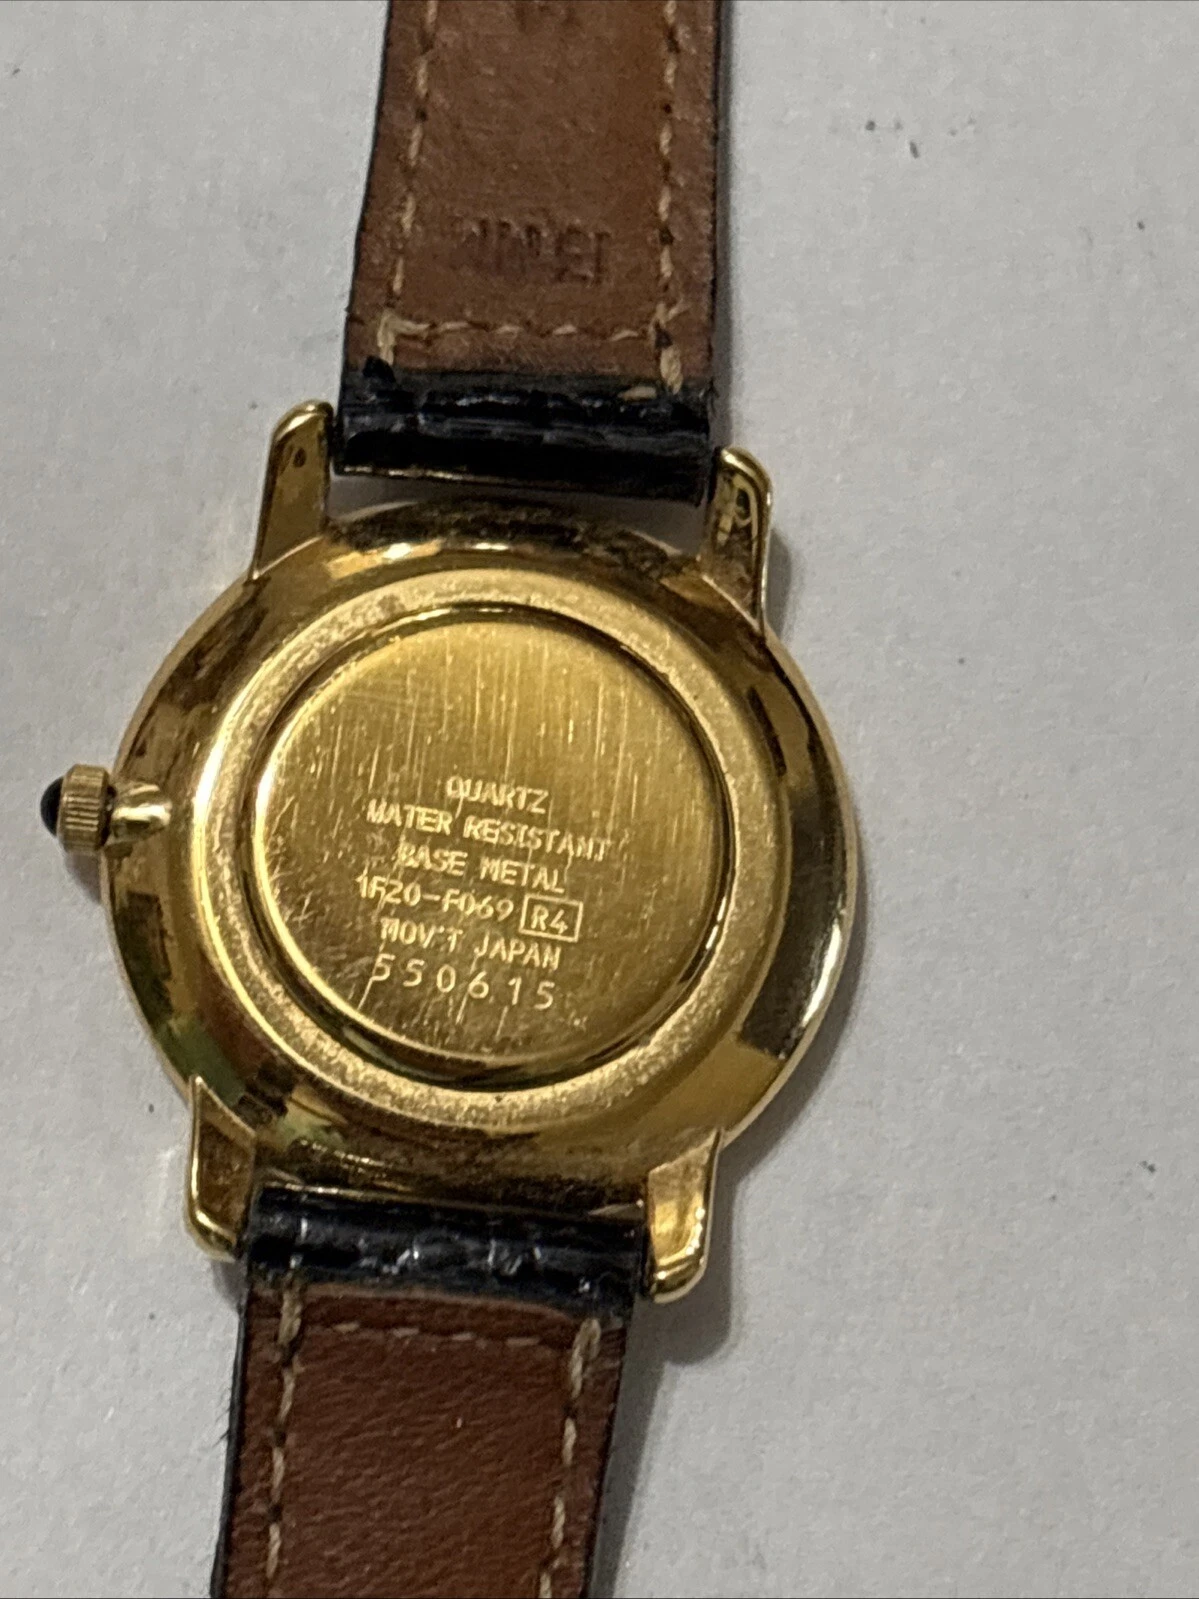 QUARTZ
WATER RESISTANT
BASE METAL
1F20-F069 R4
MOV'T JAPAN
550615